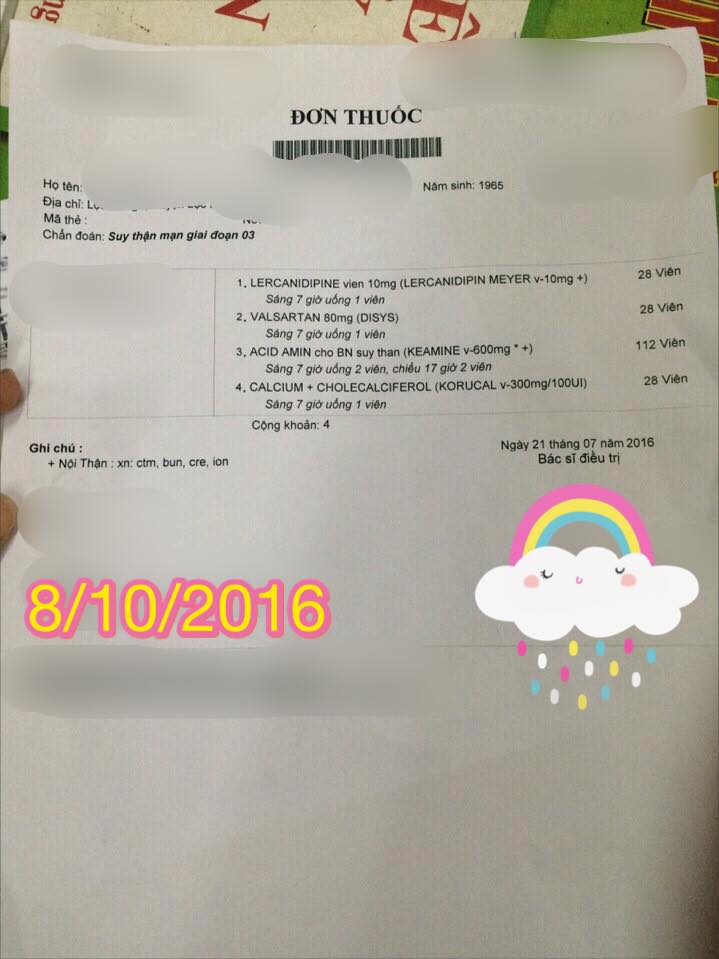 ĐƠN THUỐC
Họ tên:
Năm sinh: 1965
Địa chỉ:
Mã thẻ :
Chẩn đoán: Suy thận mạn giai đoạn 03
1. LERCANIDIPINE vien 10mg (LERCANIDIPIN MEYER v-10mg +) 28 Viên
Sáng 7 giờ uống 1 viên
2. VALSARTAN 80mg (DISYS) 28 Viên
Sáng 7 giờ uống 1 viên
3. ACID AMIN cho BN suy than (KEAMINE v-600mg * +) 112 Viên
Sáng 7 giờ uống 2 viên, chiều 17 giờ 2 viên
4. CALCIUM + CHOLECALCIFEROL (KORUCAL v-300mg/100UI) 28 Viên
Sáng 7 giờ uống 1 viên
Cộng khoản: 4
Ghi chú :
+ Nội Thận : xn: ctm, bun, cre, ion
Ngày 21 tháng 07 năm 2016
Bác sĩ điều trị
8/10/2016